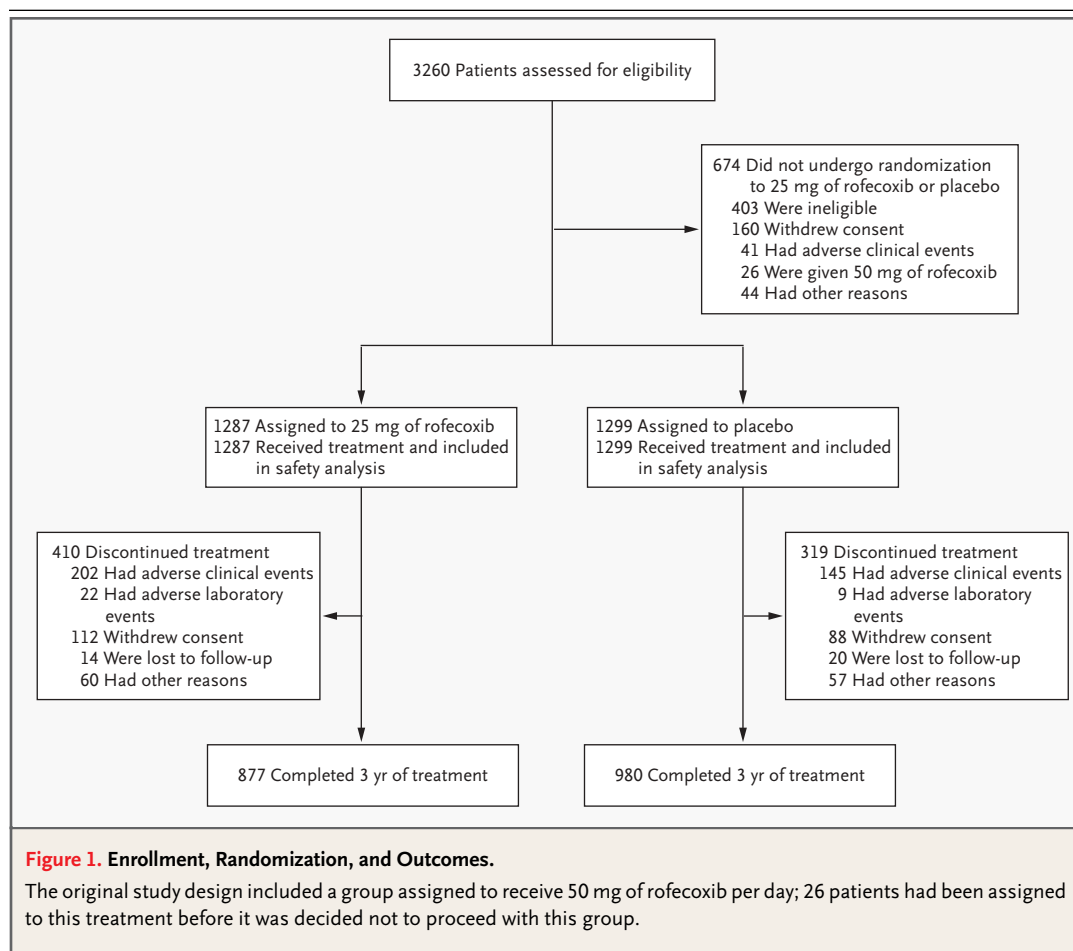 3260 Patients assessed for eligibility
674 Did not undergo randomization
to 25 mg of rofecoxib or placebo
403 Were ineligible
160 Withdrew consent
41 Had adverse clinical events
26 Were given 50 mg of rofecoxib
44 Had other reasons
1287 Assigned to 25 mg of rofecoxib
1287 Received treatment and included
in safety analysis
1299 Assigned to placebo
1299 Received treatment and included
in safety analysis
410 Discontinued treatment
202 Had adverse clinical events
22 Had adverse laboratory
events
112 Withdrew consent
14 Were lost to follow-up
60 Had other reasons
319 Discontinued treatment
145 Had adverse clinical events
9 Had adverse laboratory
events
88 Withdrew consent
20 Were lost to follow-up
57 Had other reasons
877 Completed 3 yr of treatment
980 Completed 3 yr of treatment
Figure 1. Enrollment, Randomization, and Outcomes.
The original study design included a group assigned to receive 50 mg of rofecoxib per day; 26 patients had been assigned
to this treatment before it was decided not to proceed with this group.